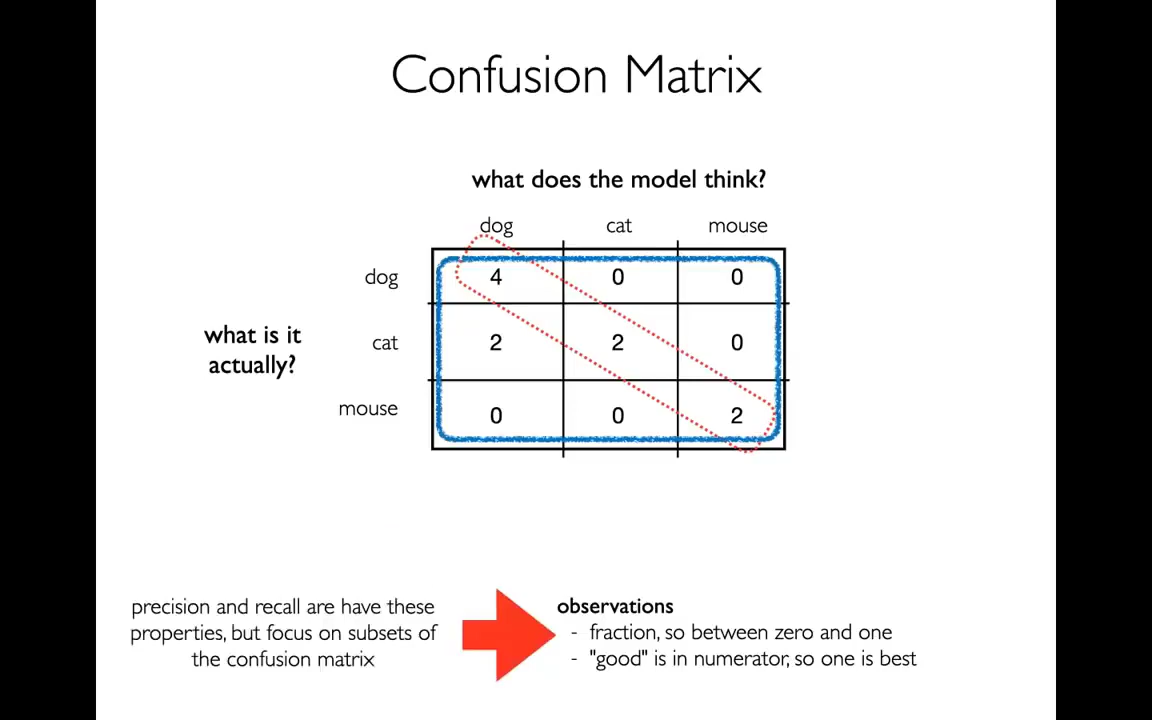 Confusion Matrix
what does the model think?
dog cat mouse
dog 4 0 0
what is it
actually?
cat 2 2 0
mouse 0 0 2
precision and recall are have these
properties, but focus on subsets of
the confusion matrix
observations
- fraction, so between zero and one
- "good" is in numerator, so one is best